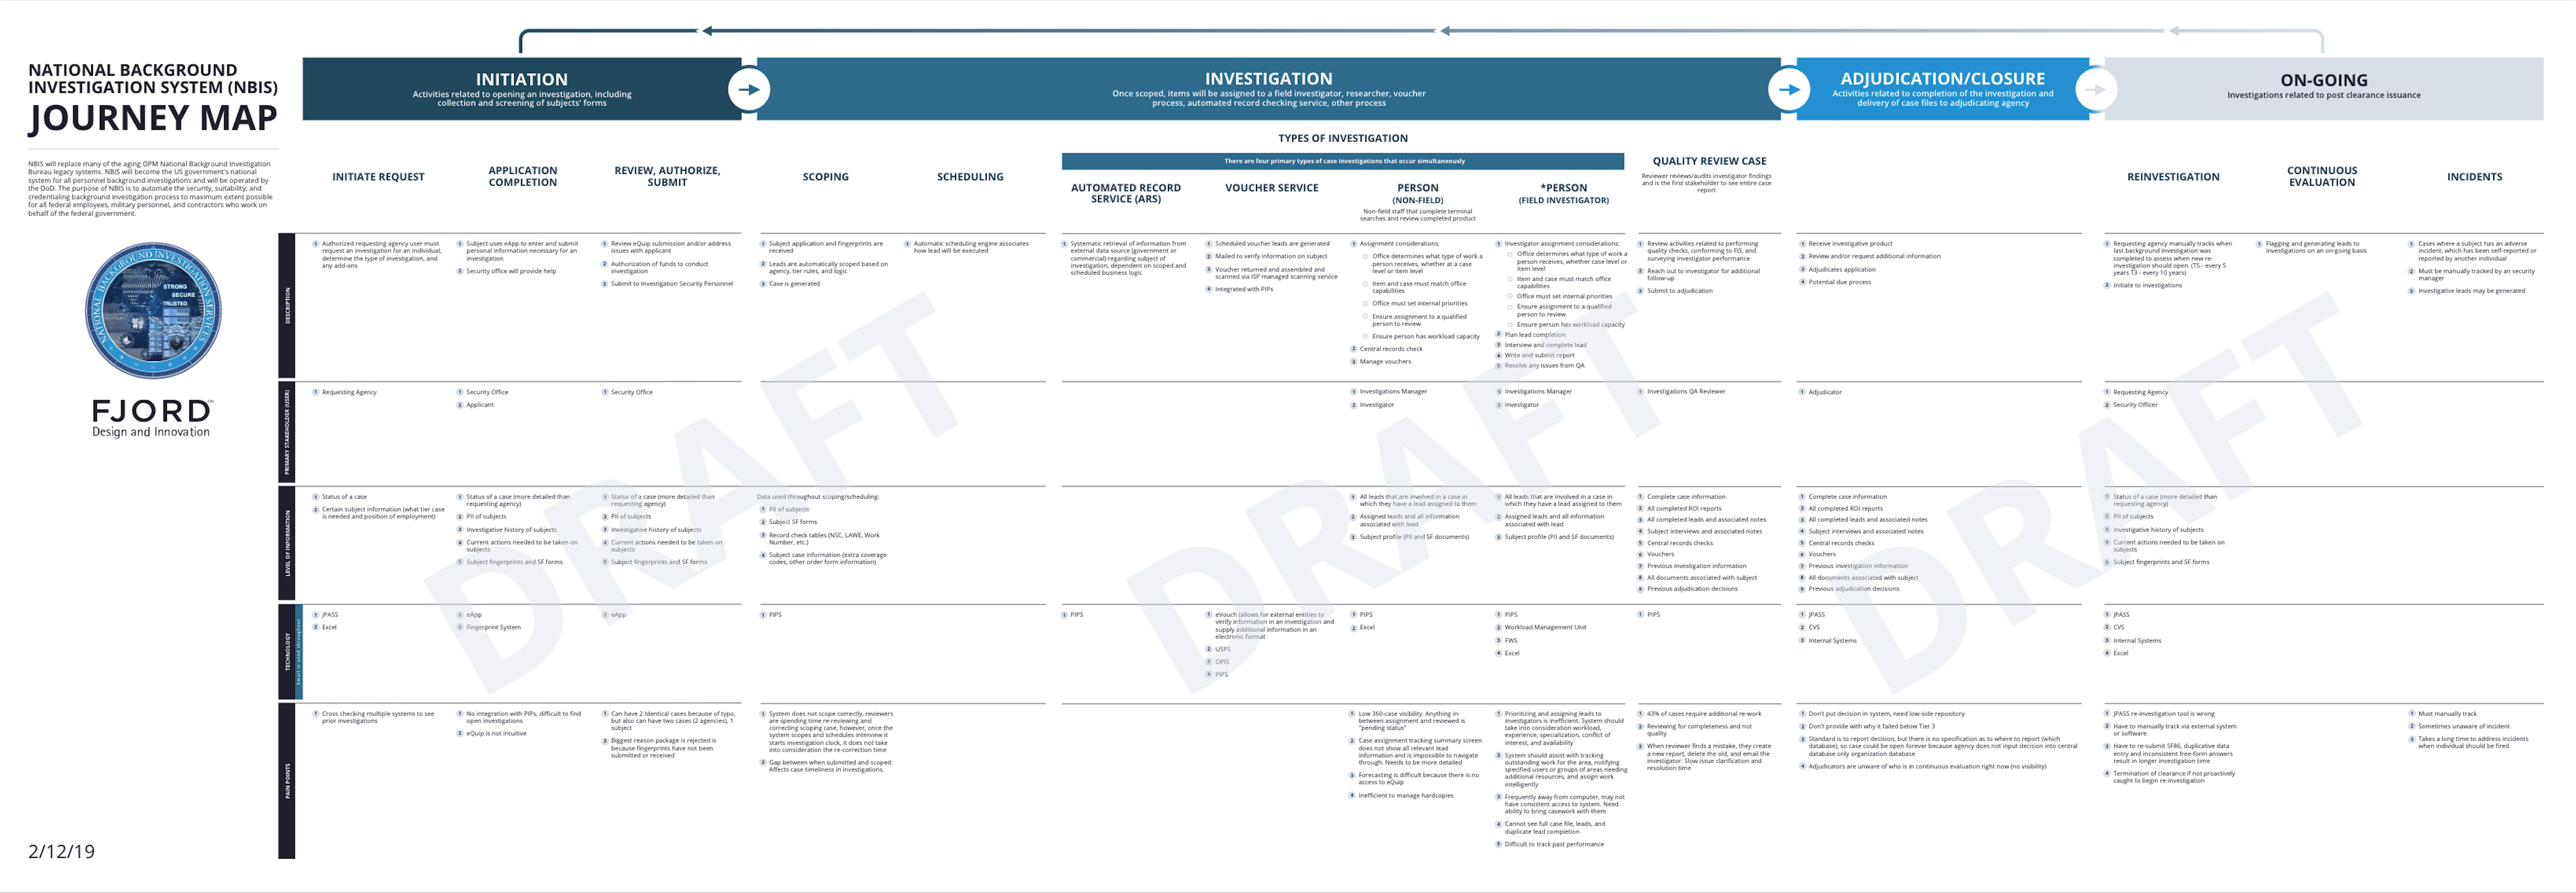 NATIONAL BACKGROUND
INVESTIGATION SYSTEM (NBIS)
JOURNEY MAP
NBIS will replace many of the aging OPM National Background Investigation
Bureau legacy systems. NBIS will become the US government's national
system for all personnel background investigations and will be operated by
the DoD. The purpose of NBIS is to automate the security, suitability, and
credentialing background investigation process to maximum extent possible
for all federal employees, military personnel, and contractors who work on
behalf of the federal government.
NATIONAL BACKGROUND INVESTIGATION SERVICES
STRONG
SECURE
TRUSTED
FJORD™
Design and Innovation
2/12/19
INITIATION
Activities related to opening an investigation, including
collection and screening of subjects' forms
INVESTIGATION
Once scoped, items will be assigned to a field investigator, researcher, voucher
process, automated record checking service, other process
ADJUDICATION/CLOSURE
Activities related to completion of the investigation and
delivery of case files to adjudicating agency
ON-GOING
Investigations related to post clearance issuance
TYPES OF INVESTIGATION
There are four primary types of case investigations that occur simultaneously
INITIATE REQUEST
APPLICATION
COMPLETION
REVIEW, AUTHORIZE,
SUBMIT
SCOPING
SCHEDULING
AUTOMATED RECORD
SERVICE (ARS)
VOUCHER SERVICE
PERSON
(NON-FIELD)
Non-field staff that complete terminal
searches and review completed product
*PERSON
(FIELD INVESTIGATOR)
QUALITY REVIEW CASE
Reviewer reviews/audits investigator findings
and is the first stakeholder to see entire case
report
REINVESTIGATION
CONTINUOUS
EVALUATION
INCIDENTS
DESCRIPTION
1 Authorized requesting agency user must
request an investigation for an individual,
determine the type of investigation, and
any add-ons
1 Subject uses eApp to enter and submit
personal information necessary for an
investigation
2 Security office will provide help
1 Review eQuip submission and/or address
issues with applicant
2 Authorization of funds to conduct
investigation
3 Submit to Investigation Security Personnel
1 Subject application and fingerprints are
received
2 Leads are automatically scoped based on
agency, tier rules, and logic
3 Case is generated
1 Automatic scheduling engine associates
how lead will be executed
1 Systematic retrieval of information from
external data source (government or
commercial) regarding subject of
investigation, dependent on scoped and
scheduled business logic
1 Scheduled voucher leads are generated
2 Mailed to verify information on subject
3 Voucher returned and assembled and
scanned via ISP managed scanning service
4 Integrated with PIPs
1 Assignment considerations:
Office determines what type of work a
person receives, whether at a case
level or item level
Item and case must match office
capabilities
Office must set internal priorities
Ensure assignment to a qualified
person to review
Ensure person has workload capacity
2 Central records check
3 Manage vouchers
1 Investigator assignment considerations:
Office determines what type of work a
person receives, whether case level or
item level
Item and case must match office
capabilities
Office must set internal priorities
Ensure assignment to a qualified
person to review
Ensure person has workload capacity
2 Plan lead completion
3 Interview and complete lead
4 Write and submit report
5 Resolve any issues from QA
1 Review activities related to performing
quality checks, conforming to FIS, and
surveying investigator performance
2 Reach out to investigator for additional
follow-up
3 Submit to adjudication
1 Receive investigative product
2 Review and/or request additional information
3 Adjudicates application
4 Potential due process
1 Requesting agency manually tracks when
last background investigation was
completed to assess when new re-
investigation should open. (T5 - every 5
years T3 - every 10 years)
2 Initiate to investigations
1 Flagging and generating leads to
investigations on an on-going basis
1 Cases where a subject has an adverse
incident, which has been self-reported or
reported by another individual
2 Must be manually tracked by an security
manager
3 Investigative leads may be generated
PRIMARY STAKEHOLDER (USER)
1 Requesting Agency
1 Security Office
2 Applicant
1 Security Office
1 Investigations Manager
2 Investigator
1 Investigations Manager
2 Investigator
1 Investigations QA Reviewer
1 Adjudicator
1 Requesting Agency
2 Security Officer
LEVEL OF INFORMATION
1 Status of a case
2 Certain subject information (what tier case
is needed and position of employment)
1 Status of a case (more detailed than
requesting agency)
2 PII of subjects
3 Investigative history of subjects
4 Current actions needed to be taken on
subjects
5 Subject fingerprints and SF forms
1 Status of a case (more detailed than
requesting agency)
2 PII of subjects
3 Investigative history of subjects
4 Current actions needed to be taken on
subjects
5 Subject fingerprints and SF forms
Data used throughout scoping/scheduling:
1 PII of subjects
2 Subject SF forms
3 Record check tables (NSC, LAWE, Work
Number, etc.)
4 Subject case information (extra coverage
codes, other order form information)
1 All leads that are involved in a case in
which they have a lead assigned to them
2 Assigned leads and all information
associated with lead
3 Subject profile (PII and SF documents)
1 All leads that are involved in a case in
which they have a lead assigned to them
2 Assigned leads and all information
associated with lead
3 Subject profile (PII and SF documents)
1 Complete case information
2 All completed ROI reports
3 All completed leads and associated notes
4 Subject interviews and associated notes
5 Central records checks
6 Vouchers
7 Previous investigation information
8 All documents associated with subject
9 Previous adjudication decisions
1 Complete case information
2 All completed ROI reports
3 All completed leads and associated notes
4 Subject interviews and associated notes
5 Central records checks
6 Vouchers
7 Previous investigation information
8 All documents associated with subject
9 Previous adjudication decisions
1 Status of a case (more detailed than
requesting agency)
2 PII of subjects
3 Investigative history of subjects
4 Current actions needed to be taken on
subjects
5 Subject fingerprints and SF forms
TECHNOLOGY
Email is used throughout
1 JPASS
2 Excel
1 eApp
2 Fingerprint System
1 eApp
1 PIPS
1 PIPS
1 eVouch (allows for external entities to
verify information in an investigation and
supply additional information in an
electronic format
2 USPS
3 OPIS
4 PIPS
1 PIPS
2 Excel
1 PIPS
2 Workload Management Unit
3 FWS
4 Excel
1 PIPS
1 JPASS
2 CVS
3 Internal Systems
1 JPASS
2 CVS
3 Internal Systems
4 Excel
PAIN POINTS
1 Cross checking multiple systems to see
prior investigations
1 No integration with PIPs, difficult to find
open investigations
2 eQuip is not intuitive
1 Can have 2 Identical cases because of typo,
but also can have two cases (2 agencies), 1
subject
2 Biggest reason package is rejected is
because fingerprints have not been
submitted or received
1 System does not scope correctly, reviewers
are spending time re-reviewing and
correcting scoping case, however, once the
system scopes and schedules interview it
starts investigation clock, it does not take
into consideration the re-correction time
2 Gap between when submitted and scoped.
Affects case timeliness in investigations.
1 Low 360-case visibility. Anything in-
between assignment and reviewed is
"pending status"
2 Case assignment tracking summary screen
does not show all relevant lead
information and is impossible to navigate
through. Needs to be more detailed
3 Forecasting is difficult because there is no
access to eQuip
4 Inefficient to manage hardcopies
1 Prioritizing and assigning leads to
investigators is inefficient. System should
take into consideration workload,
experience, specialization, conflict of
interest, and availability
2 System should assist with tracking
outstanding work for the area, notifying
specified users or groups of areas needing
additional resources, and assign work
intelligently
3 Frequently away from computer, may not
have consistent access to system. Need
ability to bring casework with them
4 Cannot see full case file, leads, and
duplicate lead completion
5 Difficult to track past performance
1 43% of cases require additional re-work
2 Reviewing for completeness and not
quality
3 When reviewer finds a mistake, they create
a new report, delete the old, and email the
investigator. Slow issue clarification and
resolution time
1 Don't put decision in system, need low-side repository
2 Don't provide with why it failed below Tier 3
3 Standard is to report decision, but there is no specification as to where to report (which
database), so case could be open forever because agency does not input decision into central
database only organization database
4 Adjudicators are unaware of who is in continuous evaluation right now (no visibility)
1 JPASS re-investigation tool is wrong
2 Have to manually track via external system
or software
3 Have to re-submit SF86, duplicative data
entry and inconsistent free-form answers
result in longer investigation time
4 Termination of clearance if not proactively
caught to begin re-investigation
1 Must manually track
2 Sometimes unaware of incident
3 Takes a long time to address incidents
when individual should be fired
DRAFT
DRAFT
DRAFT